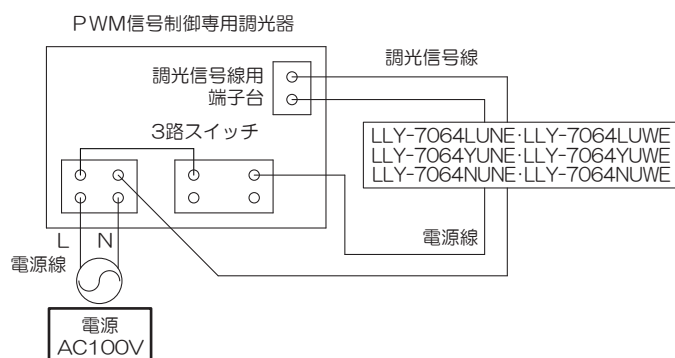 PWM信号制御専用調光器
調光信号線用
端子台
調光信号線
3路スイッチ
LLY-7064LUNE･LLY-7064LUWE
LLY-7064YUNE･LLY-7064YUWE
LLY-7064NUNE･LLY-7064NUWE
L N
電源線
電源線
電源
AC100V